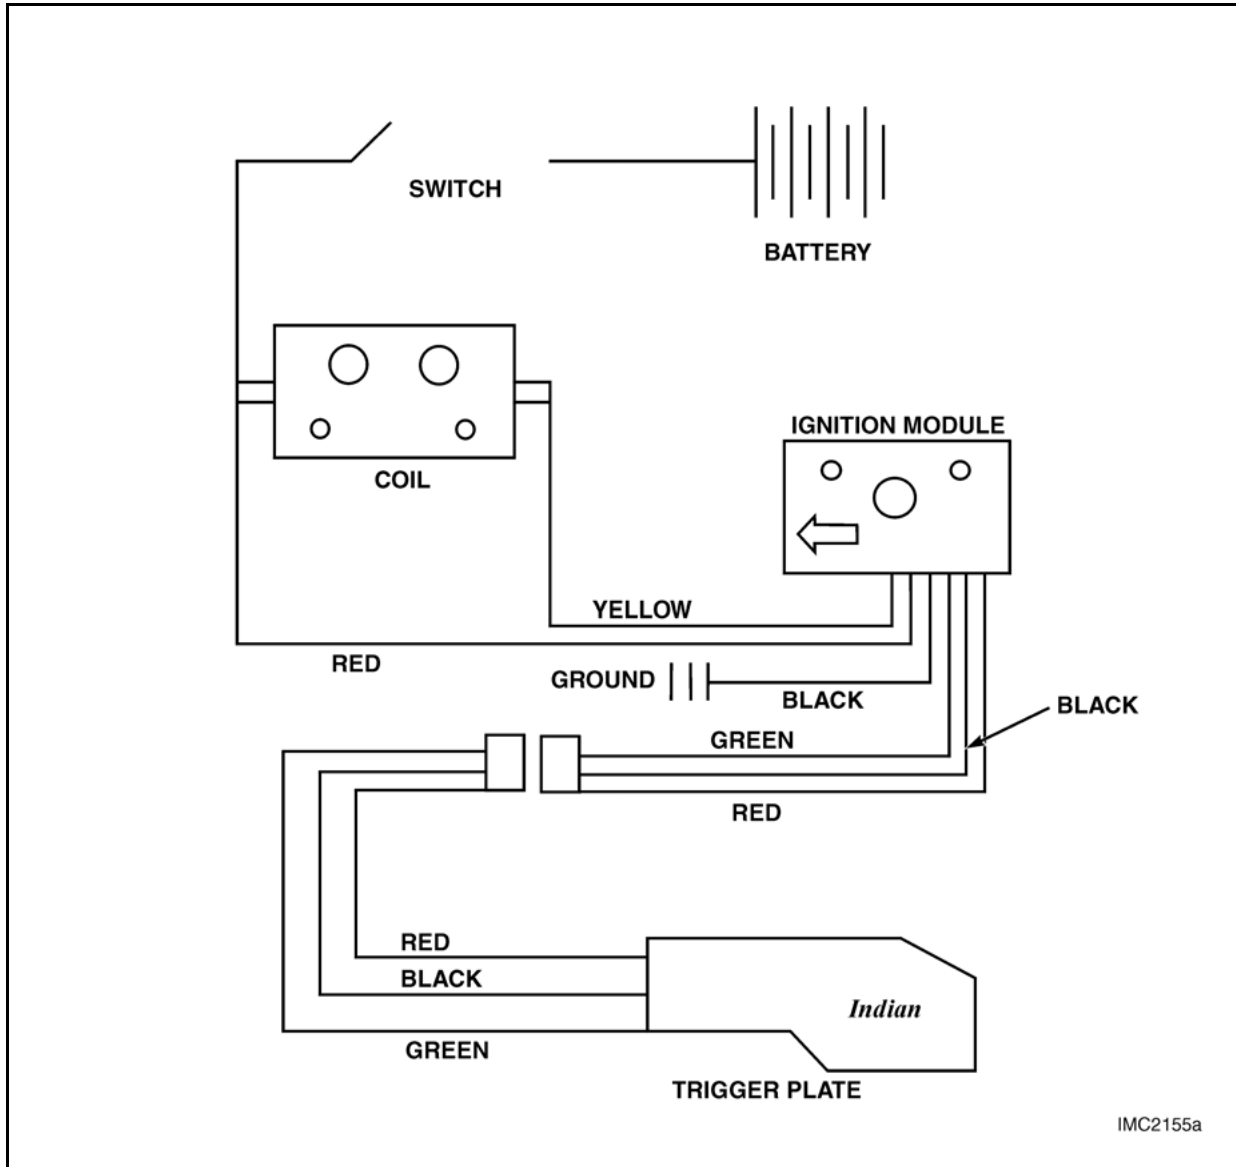 SWITCH
BATTERY
COIL
IGNITION MODULE
YELLOW
RED
GROUND
BLACK
BLACK
GREEN
RED
RED
BLACK
Indian
GREEN
TRIGGER PLATE
IMC2155a